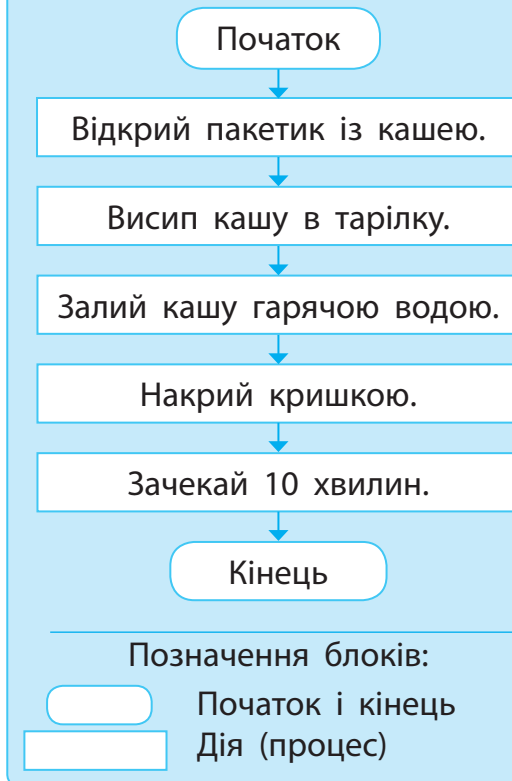 Початок
Відкрий пакетик із кашею.
Висип кашу в тарілку.
Залий кашу гарячою водою.
Накрий кришкою.
Зачекай 10 хвилин.
Кінець
Позначення блоків:
Початок і кінець
Дія (процес)